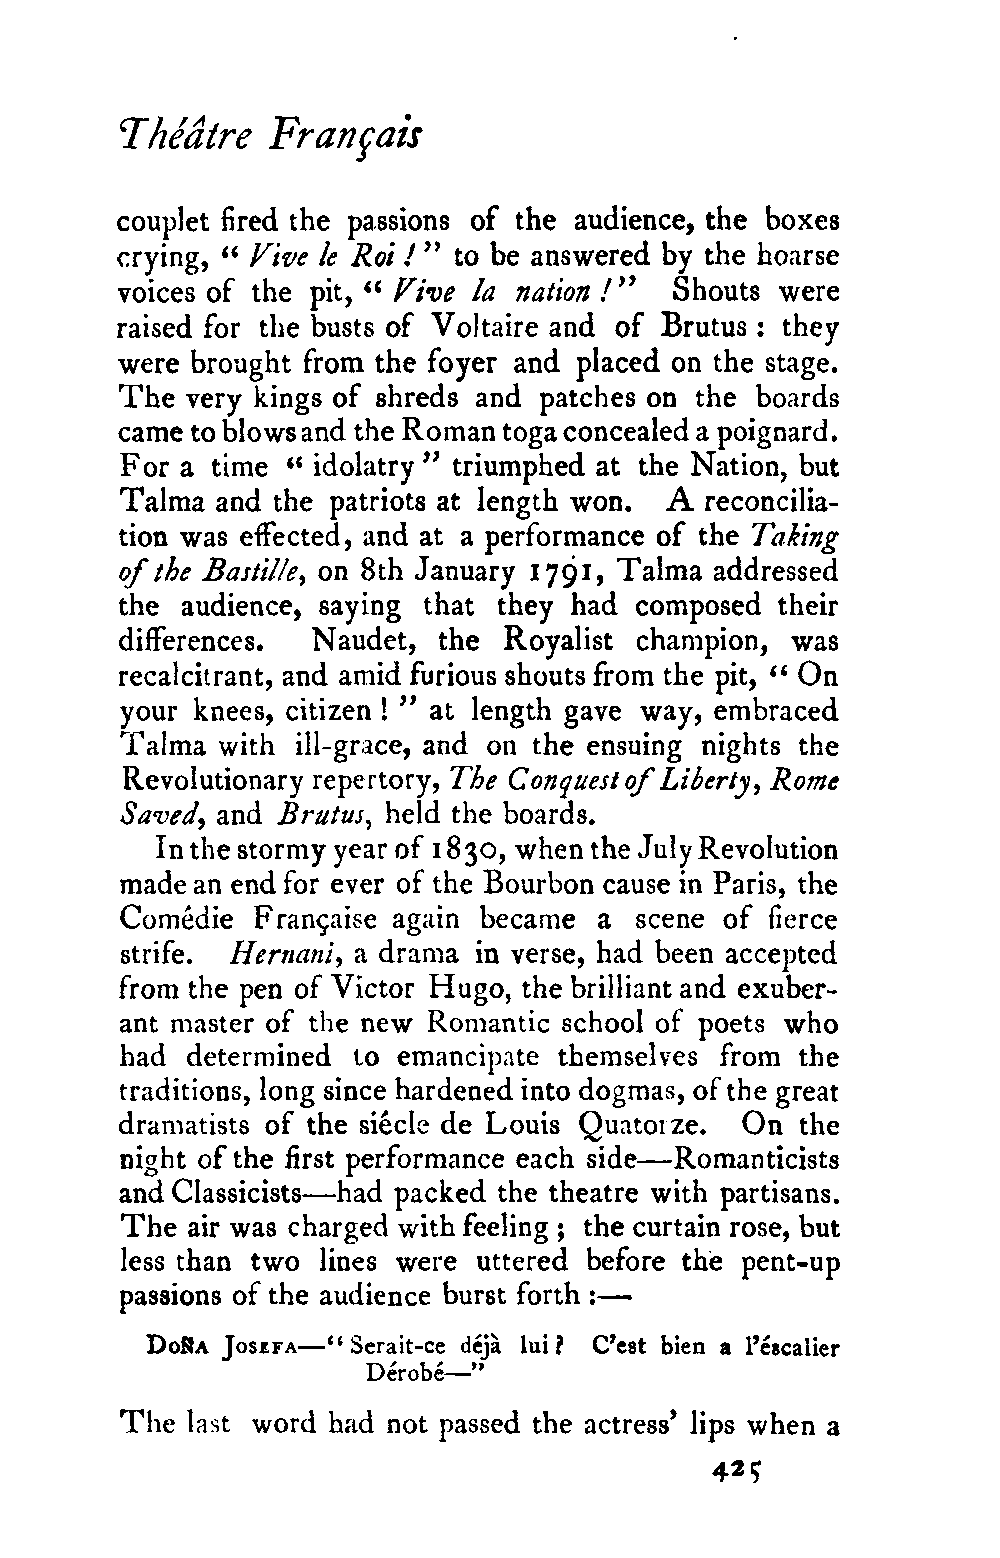 Théâtre Français
couplet fired the passions of the audience, the boxes
crying, “ Vive le Roi ! ” to be answered by the hoarse
voices of the pit, “ Vive la nation ! ” Shouts were
raised for the busts of Voltaire and of Brutus : they
were brought from the foyer and placed on the stage.
The very kings of shreds and patches on the boards
came to blows and the Roman toga concealed a poignard.
For a time “ idolatry ” triumphed at the Nation, but
Talma and the patriots at length won. A reconcilia-
tion was effected, and at a performance of the Taking
of the Bastille, on 8th January 1791, Talma addressed
the audience, saying that they had composed their
differences. Naudet, the Royalist champion, was
recalcitrant, and amid furious shouts from the pit, “ On
your knees, citizen ! ” at length gave way, embraced
Talma with ill-grace, and on the ensuing nights the
Revolutionary repertory, The Conquest of Liberty, Rome
Saved, and Brutus, held the boards.
In the stormy year of 1830, when the July Revolution
made an end for ever of the Bourbon cause in Paris, the
Comédie Française again became a scene of fierce
strife. Hernani, a drama in verse, had been accepted
from the pen of Victor Hugo, the brilliant and exuber-
ant master of the new Romantic school of poets who
had determined to emancipate themselves from the
traditions, long since hardened into dogmas, of the great
dramatists of the siécle de Louis Quatorze. On the
night of the first performance each side—Romanticists
and Classicists—had packed the theatre with partisans.
The air was charged with feeling ; the curtain rose, but
less than two lines were uttered before the pent-up
passions of the audience burst forth :—
DOÑA JOSEFA—“ Serait-ce déjà lui ? C’est bien a l’éscalier
Dérobé—”
The last word had not passed the actress’ lips when a
425